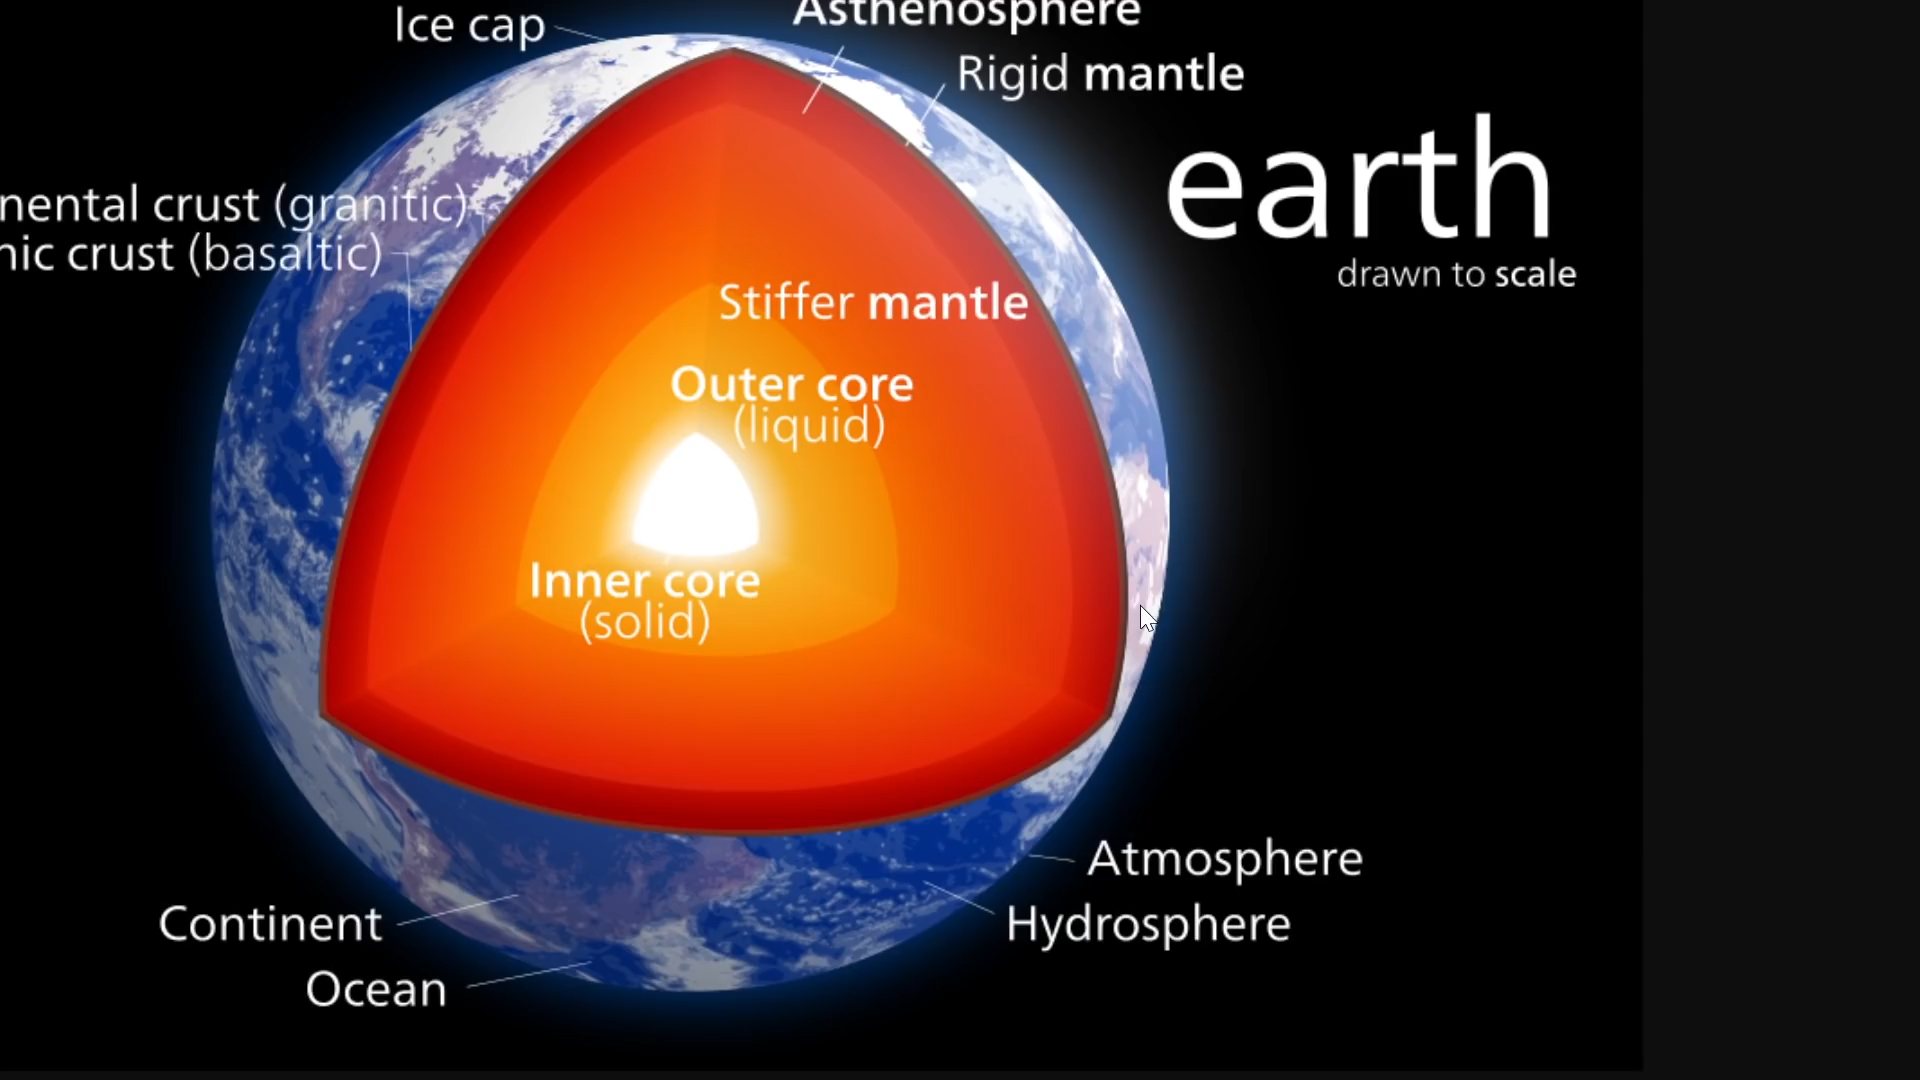 Ice cap
Asthenosphere
Rigid mantle
earth
drawn to scale
nental crust (granitic)
nic crust (basaltic)
Stiffer mantle
Outer core
(liquid)
Inner core
(solid)
Atmosphere
Continent
Hydrosphere
Ocean